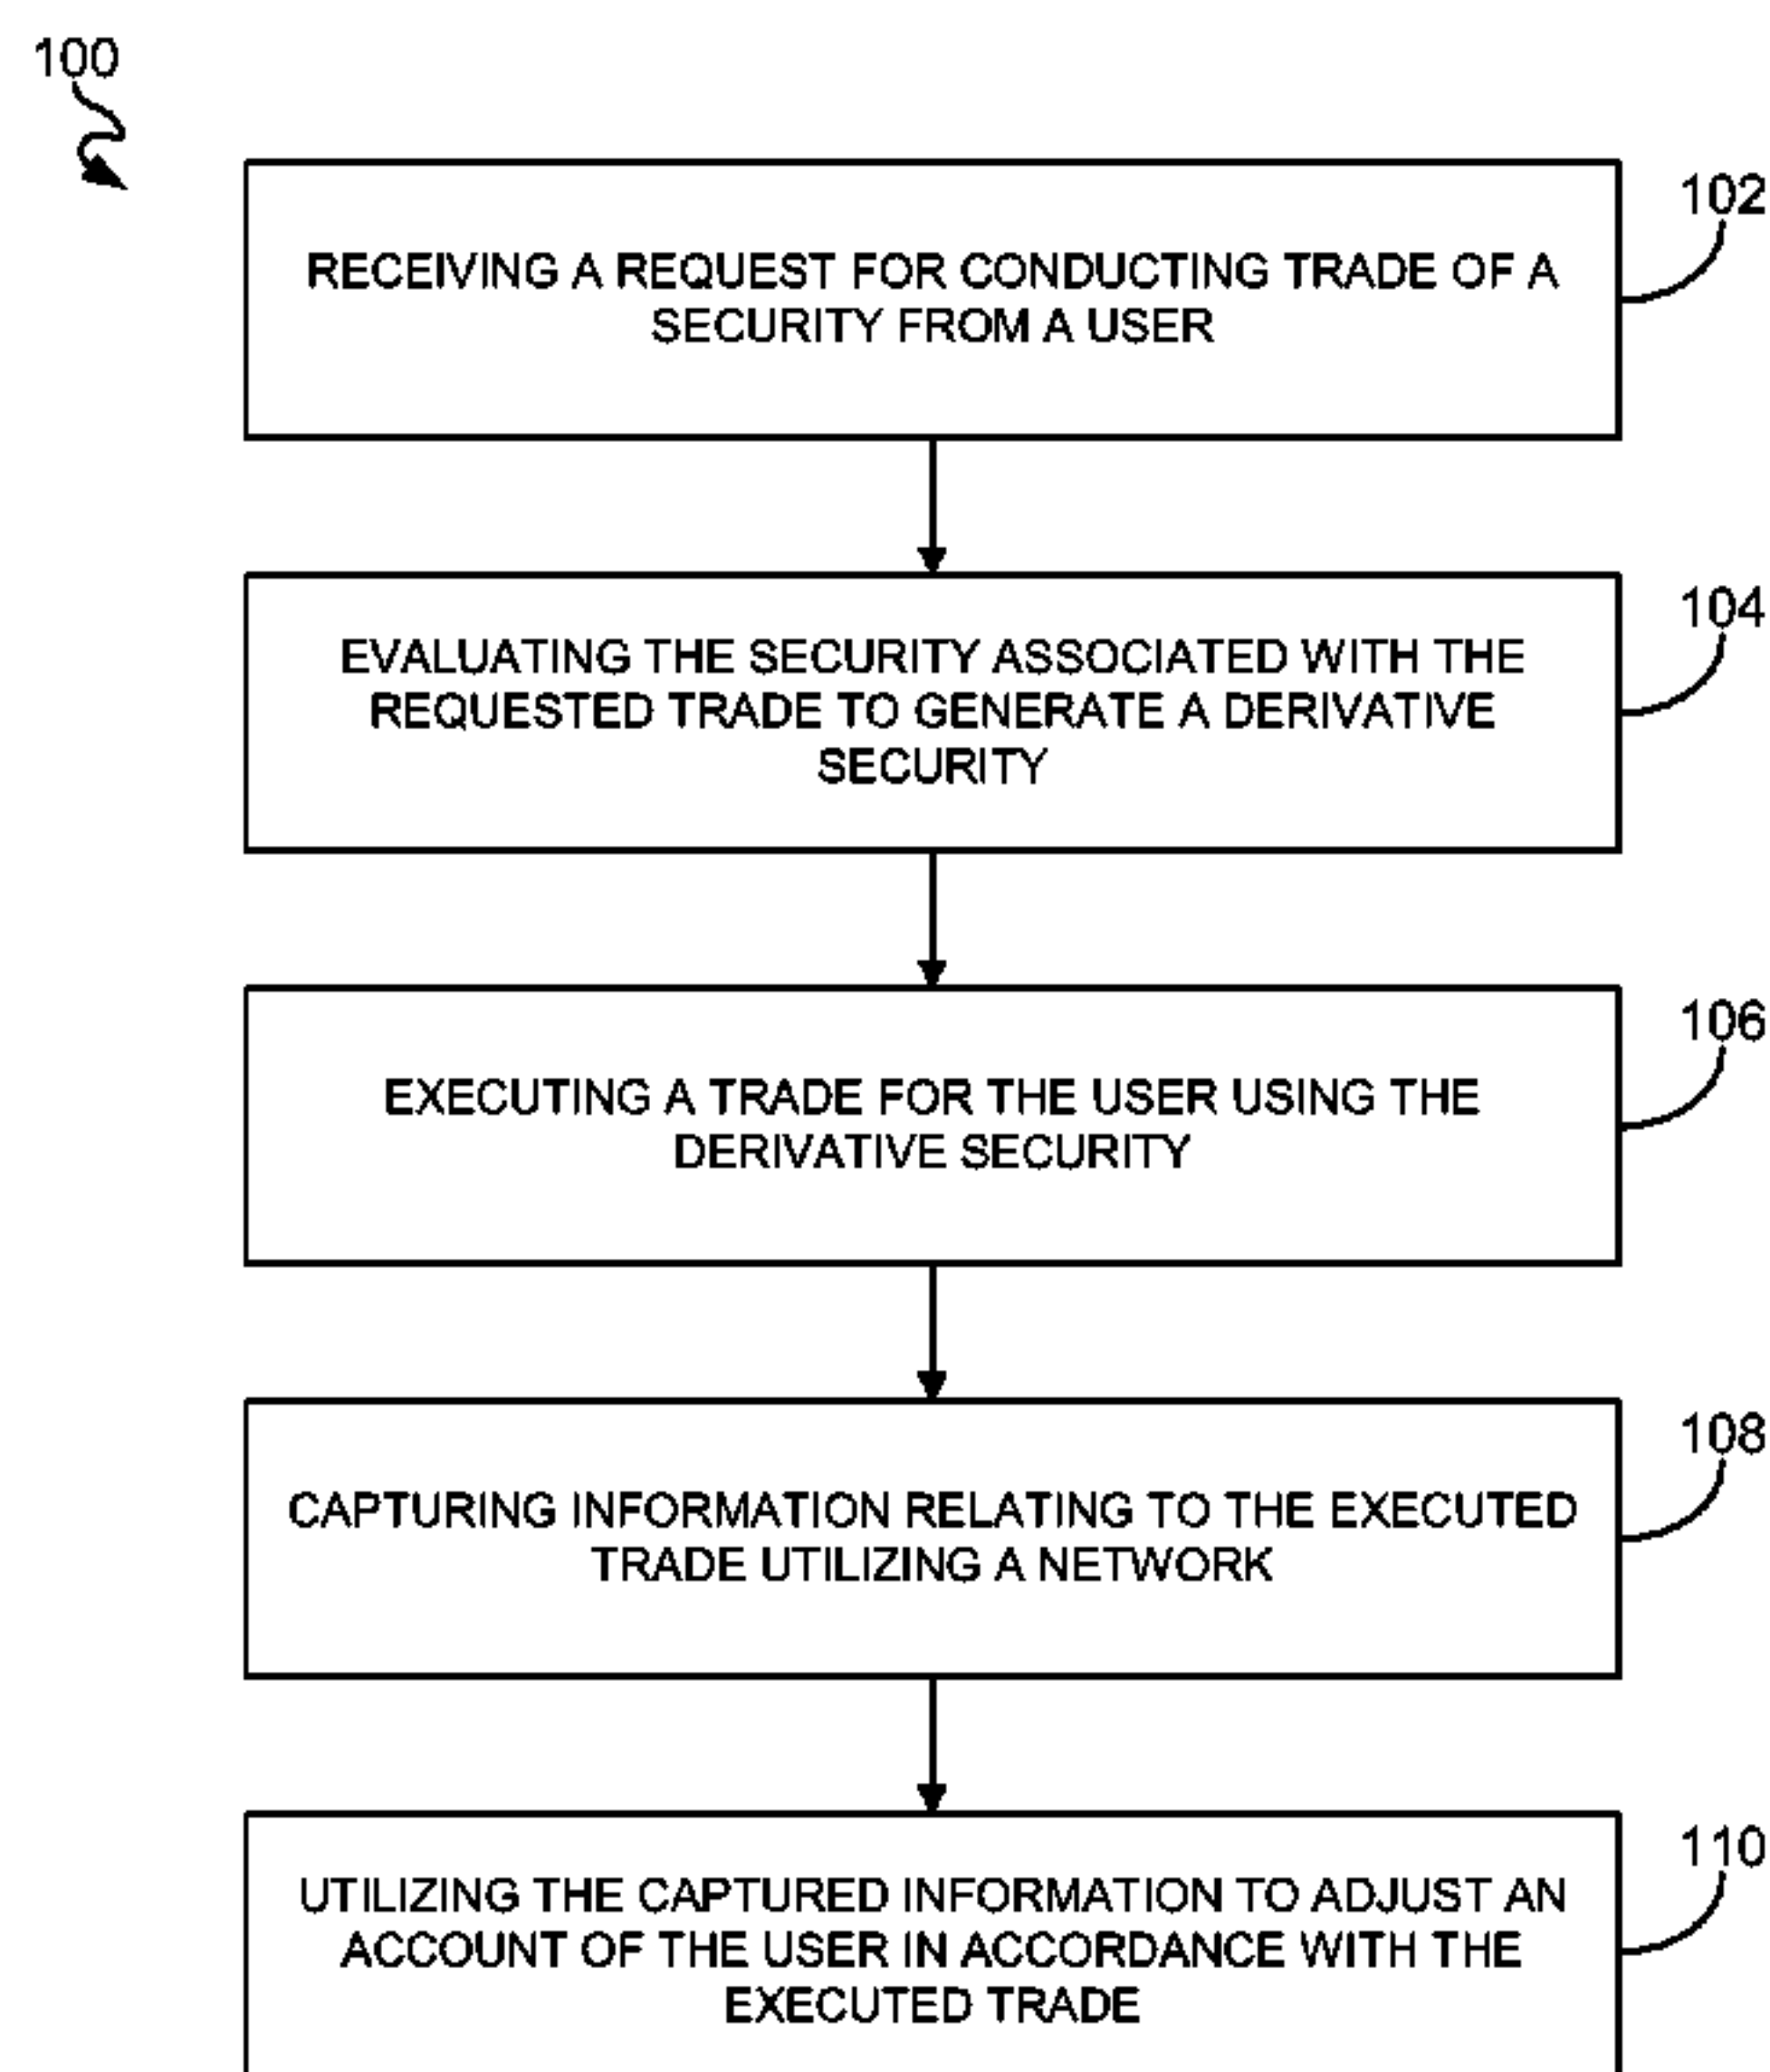 100
102
RECEIVING A REQUEST FOR CONDUCTING TRADE OF A
SECURITY FROM A USER
104
EVALUATING THE SECURITY ASSOCIATED WITH THE
REQUESTED TRADE TO GENERATE A DERIVATIVE
SECURITY
106
EXECUTING A TRADE FOR THE USER USING THE
DERIVATIVE SECURITY
108
CAPTURING INFORMATION RELATING TO THE EXECUTED
TRADE UTILIZING A NETWORK
110
UTILIZING THE CAPTURED INFORMATION TO ADJUST AN
ACCOUNT OF THE USER IN ACCORDANCE WITH THE
EXECUTED TRADE